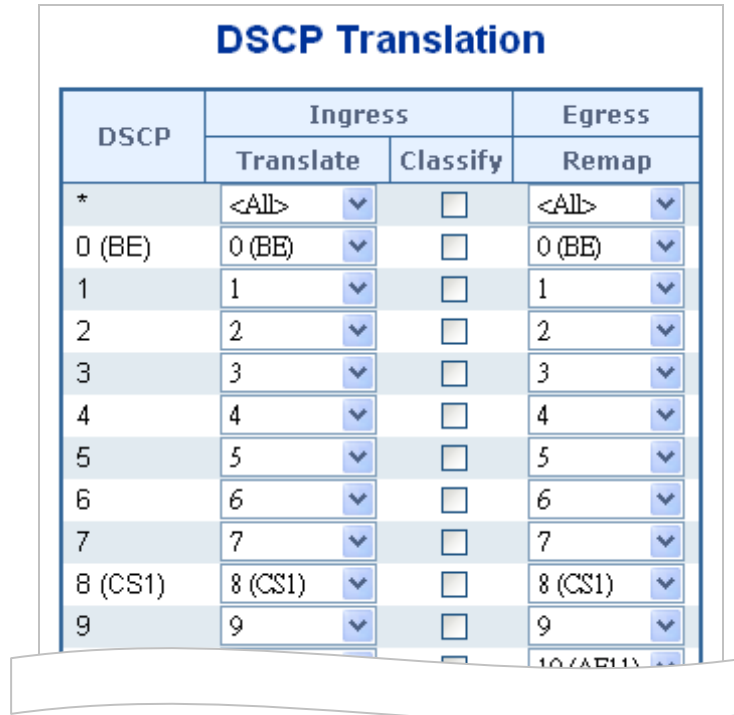 DSCP Translation
DSCP Ingress Egress
Translate Classify Remap
* <All> <All>
0 (BE) 0 (BE) 0 (BE)
1 1 1
2 2 2
3 3 3
4 4 4
5 5 5
6 6 6
7 7 7
8 (CS1) 8 (CS1) 8 (CS1)
9 9 9
10 (AF11)